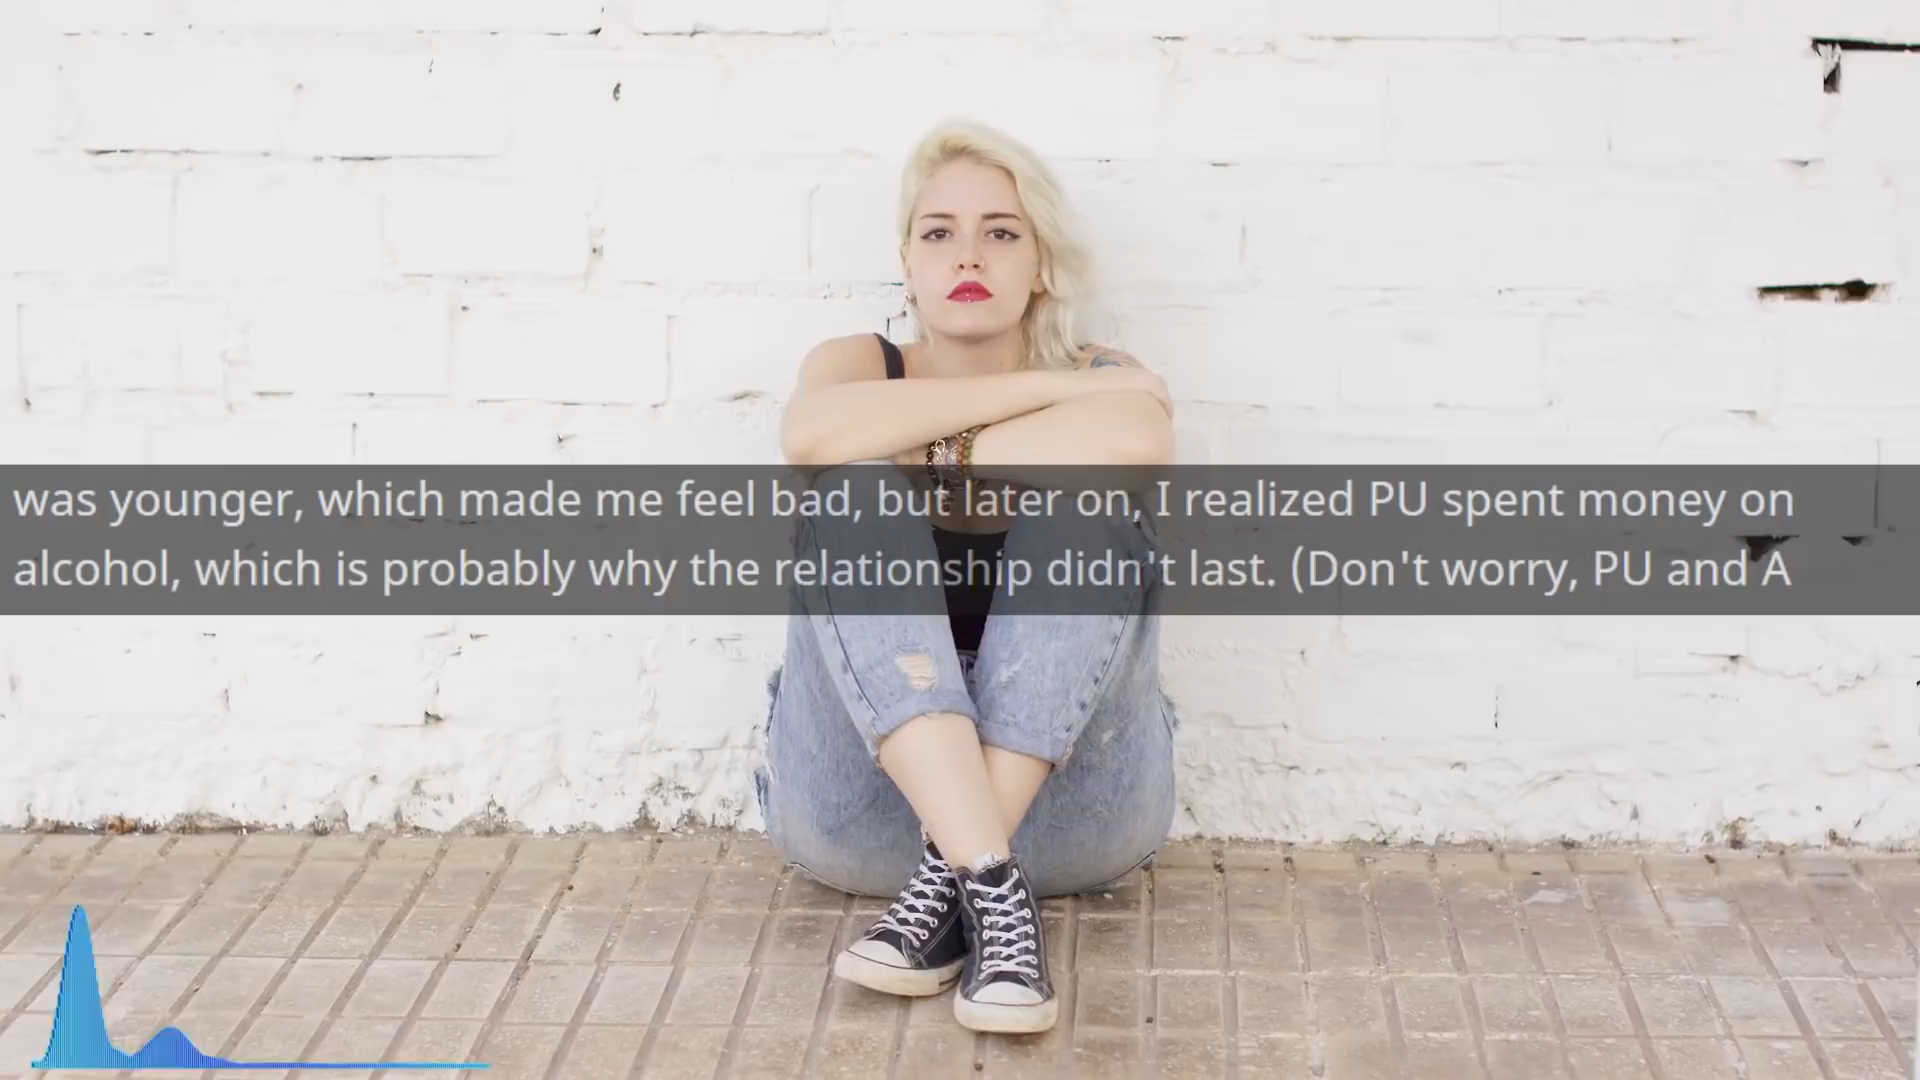 was younger, which made me feel bad, but later on, I realized PU spent money on
alcohol, which is probably why the relationship didn't last. (Don't worry, PU and A